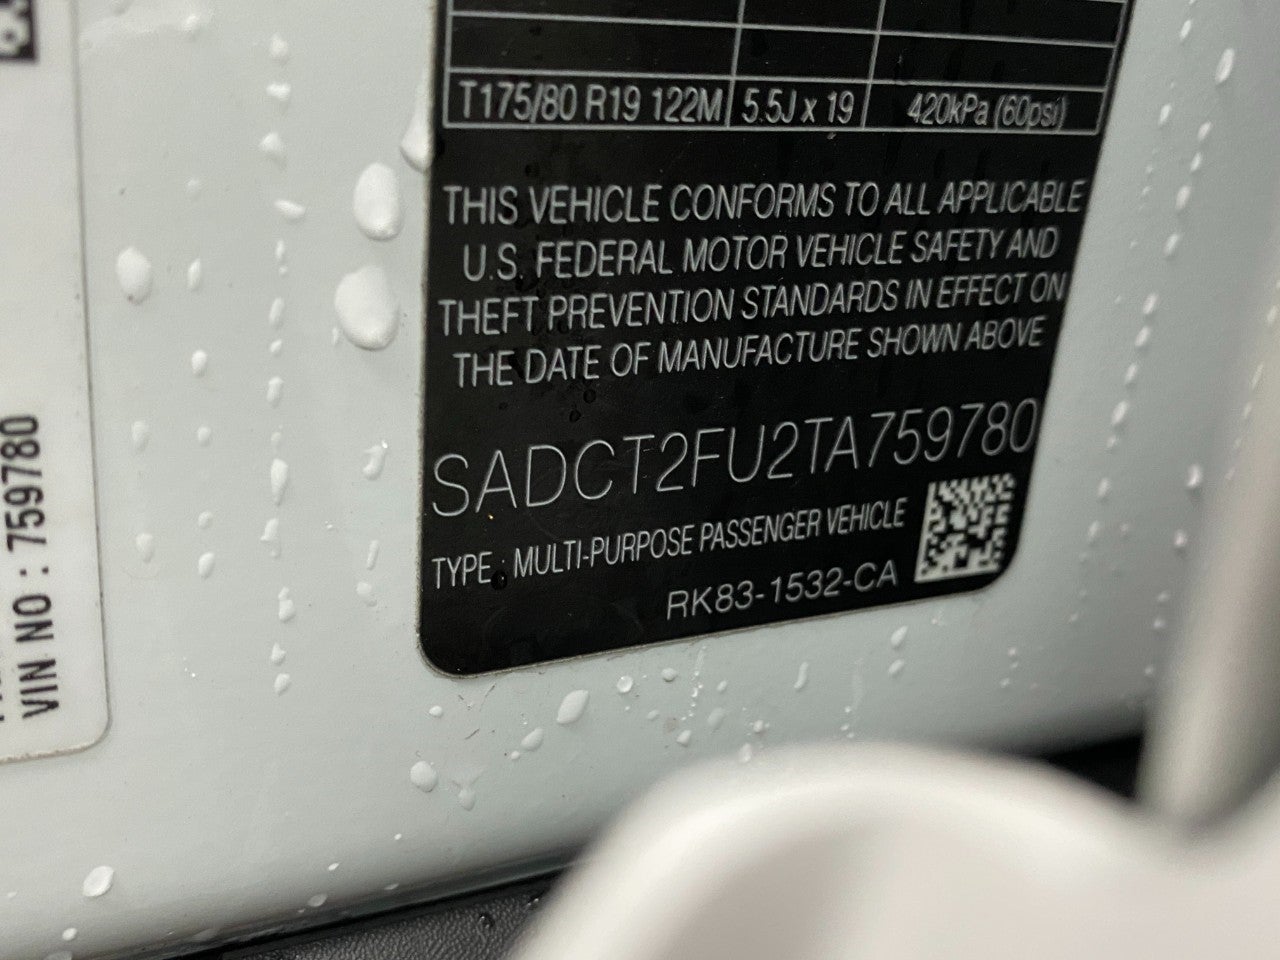 T175/80 R19 122M 5.5J x 19 420kPa (60psi)
THIS VEHICLE CONFORMS TO ALL APPLICABLE
U.S. FEDERAL MOTOR VEHICLE SAFETY AND
THEFT PREVENTION STANDARDS IN EFFECT ON
THE DATE OF MANUFACTURE SHOWN ABOVE
SADCT2FU2TA759780
TYPE : MULTI-PURPOSE PASSENGER VEHICLE
RK83-1532-CA
VIN NO : 759780